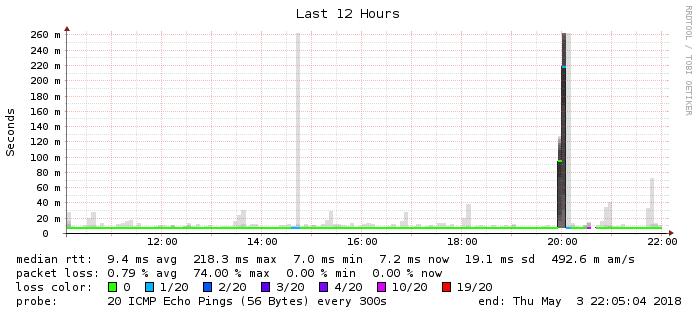 Last 12 Hours
RRDTOOL / TOBI OETIKER
Seconds
260 m
240 m
220 m
200 m
180 m
160 m
140 m
120 m
100 m
80 m
60 m
40 m
20 m
0
12:00 14:00 16:00 18:00 20:00 22:00
median rtt: 9.4 ms avg 218.3 ms max 7.0 ms min 7.2 ms now 19.1 ms sd 492.6 m am/s
packet loss: 0.79 % avg 74.00 % max 0.00 % min 0.00 % now
loss color: 0 1/20 2/20 3/20 4/20 10/20 19/20
probe: 20 ICMP Echo Pings (56 Bytes) every 300s end: Thu May 3 22:05:04 2018